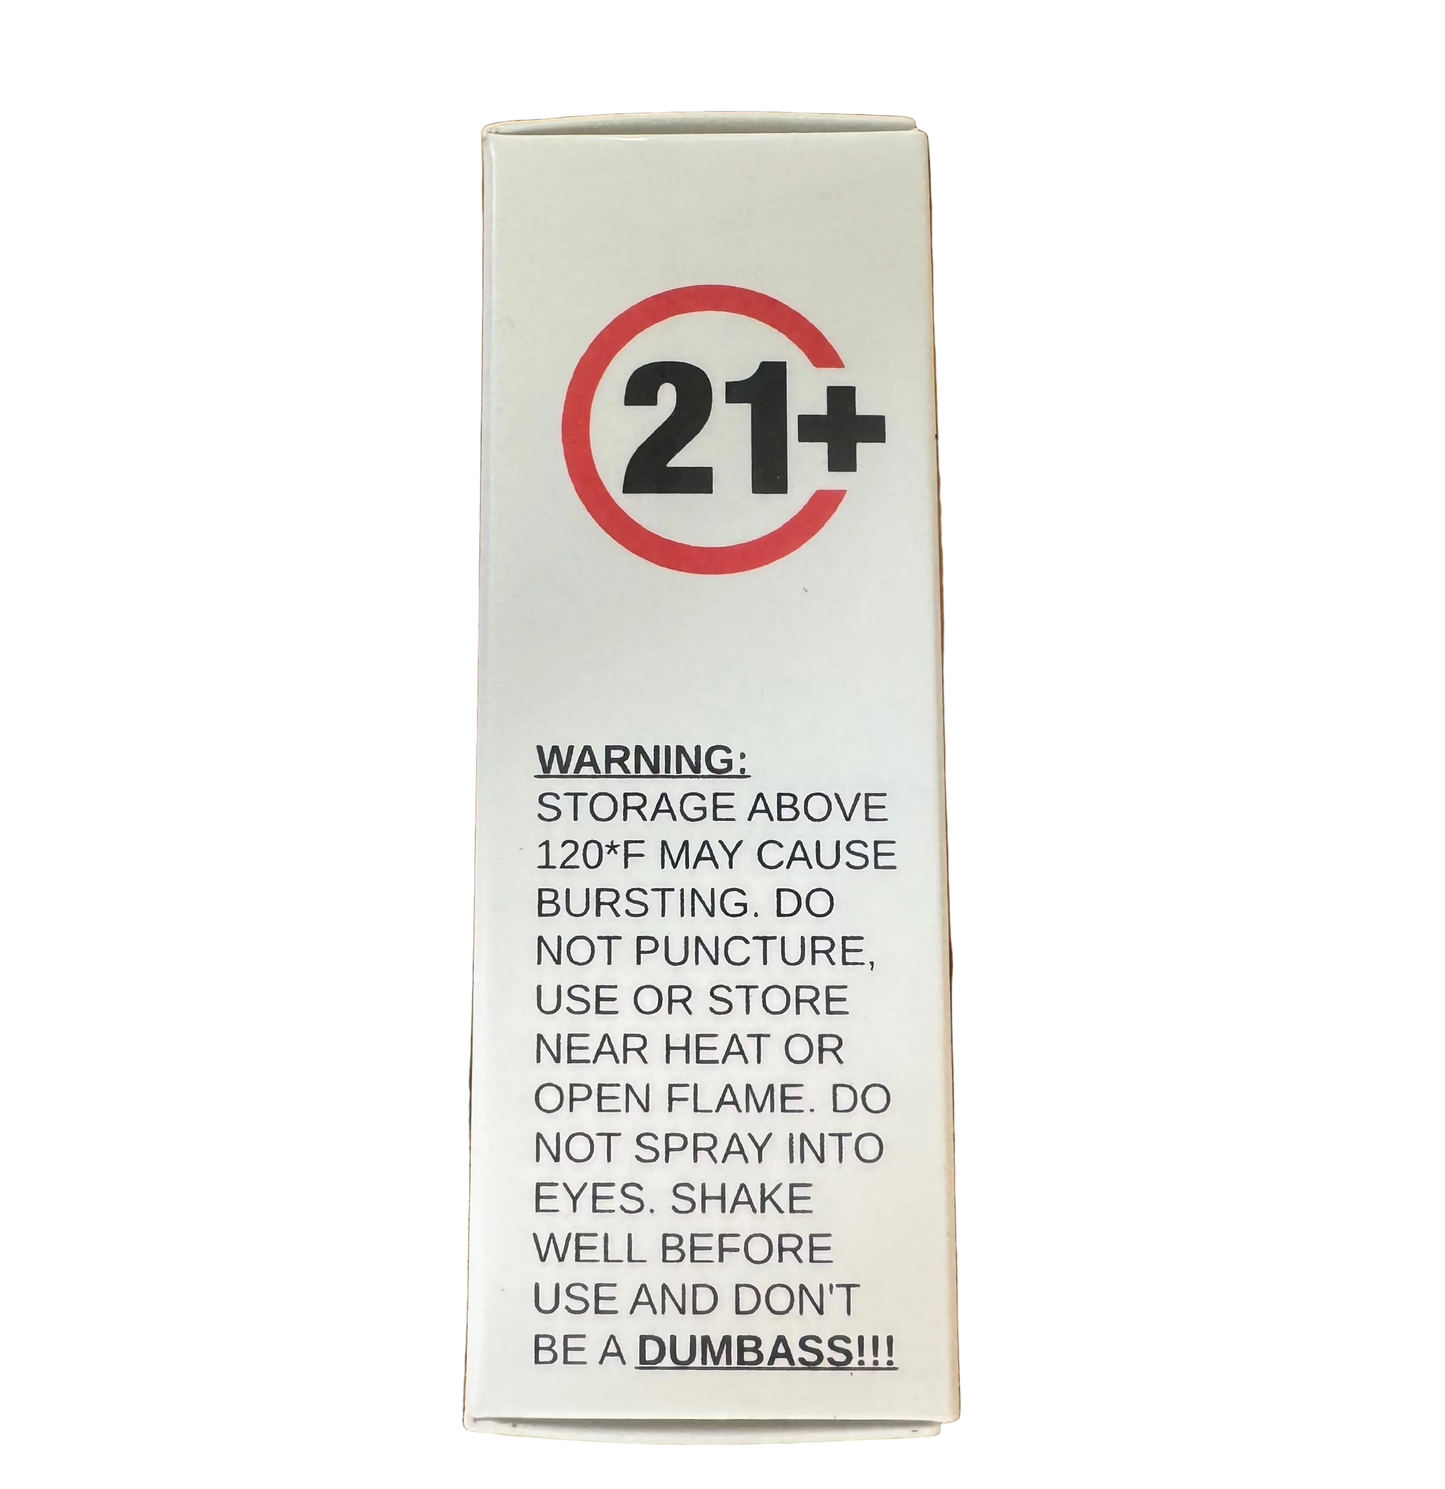 21+
WARNING:
STORAGE ABOVE
120*F MAY CAUSE
BURSTING. DO
NOT PUNCTURE,
USE OR STORE
NEAR HEAT OR
OPEN FLAME. DO
NOT SPRAY INTO
EYES. SHAKE
WELL BEFORE
USE AND DON'T
BE A DUMBASS!!!